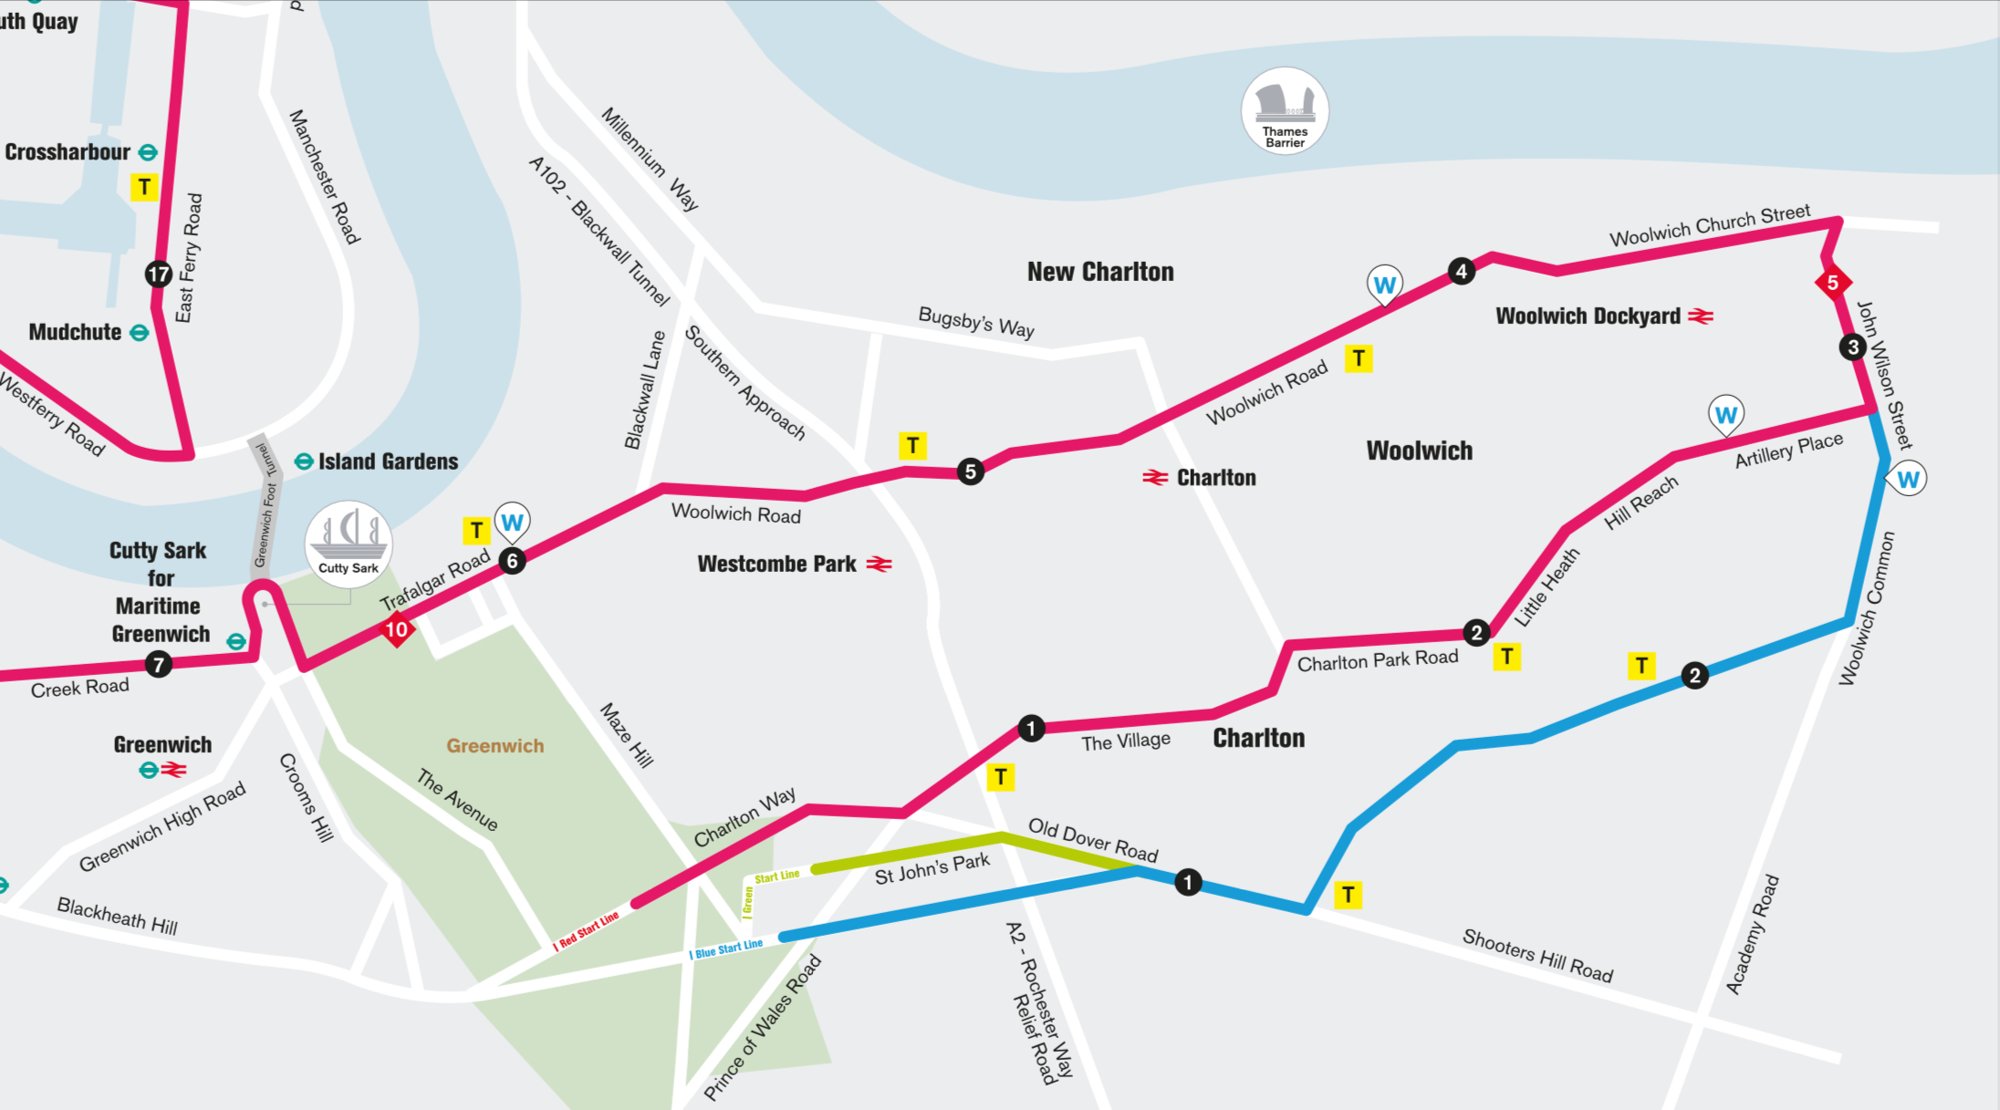 uth Quay
Crossharbour
T
17
East Ferry Road
Mudchute
Westferry Road
Manchester Road
Millennium Way
A102 - Blackwall Tunnel
Southern Approach
Blackwall Lane
Bugsby's Way
New Charlton
Thames
Barrier
Woolwich Church Street
W
4
5
Woolwich Dockyard
John Wilson Street
3
T
Woolwich Road
W
Artillery Place
Woolwich
W
Hill Reach
Charlton
T
5
Woolwich Road
Greenwich Foot Tunnel
Island Gardens
Cutty Sark
T
W
6
Trafalgar Road
10
Westcombe Park
Cutty Sark
for
Maritime
Greenwich
7
Creek Road
Little Heath
2
T
Charlton Park Road
Woolwich Common
T
2
Greenwich
Greenwich
Maze Hill
1
The Village
Charlton
T
Crooms Hill
The Avenue
Greenwich High Road
Charlton Way
Old Dover Road
St John's Park
Start Line
I Green
1
T
I Red Start Line
I Blue Start Line
Blackheath Hill
Prince of Wales Road
A2 - Rochester Way
Relief Road
Shooters Hill Road
Academy Road